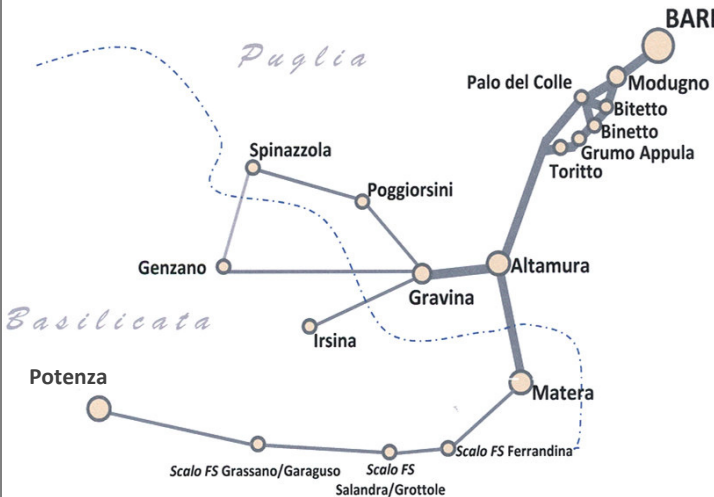 BARI
Puglia
Palo del Colle
Modugno
Bitetto
Binetto
Grumo Appula
Toritto
Spinazzola
Poggiorsini
Genzano
Altamura
Gravina
Basilicata
Irsina
Potenza
Matera
Scalo FS Ferrandina
Scalo FS Grassano/Garaguso
Scalo FS
Salandra/Grottole